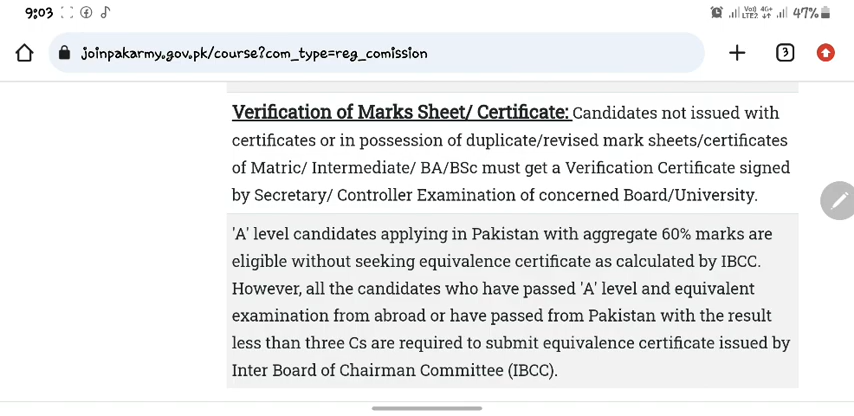 9:03
Vo)) 4G+
LTE2
47%
joinpakarmy.gov.pk/course?com_type=reg_comission
3
Verification of Marks Sheet/ Certificate: Candidates not issued with
certificates or in possession of duplicate/revised mark sheets/certificates
of Matric/ Intermediate/ BA/BSc must get a Verification Certificate signed
by Secretary/ Controller Examination of concerned Board/University.
'A' level candidates applying in Pakistan with aggregate 60% marks are
eligible without seeking equivalence certificate as calculated by IBCC.
However, all the candidates who have passed 'A' level and equivalent
examination from abroad or have passed from Pakistan with the result
less than three Cs are required to submit equivalence certificate issued by
Inter Board of Chairman Committee (IBCC).